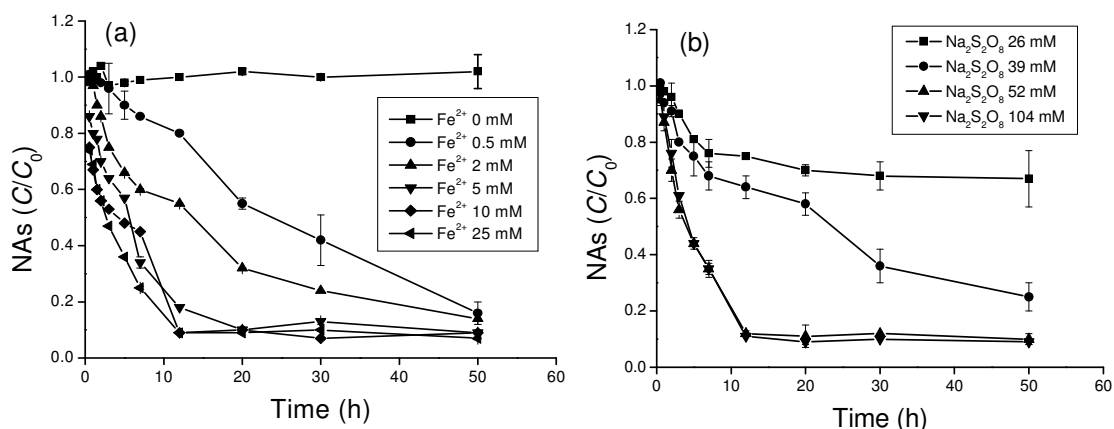 (a)
NAs (C/C₀)
1.2
1.0
0.8
0.6
0.4
0.2
0.0
0 10 20 30 40 50 60
Time (h)
Fe²⁺ 0 mM
Fe²⁺ 0.5 mM
Fe²⁺ 2 mM
Fe²⁺ 5 mM
Fe²⁺ 10 mM
Fe²⁺ 25 mM
(b)
NAs (C/C₀)
1.2
1.0
0.8
0.6
0.4
0.2
0.0
0 10 20 30 40 50 60
Time (h)
Na₂S₂O₈ 26 mM
Na₂S₂O₈ 39 mM
Na₂S₂O₈ 52 mM
Na₂S₂O₈ 104 mM